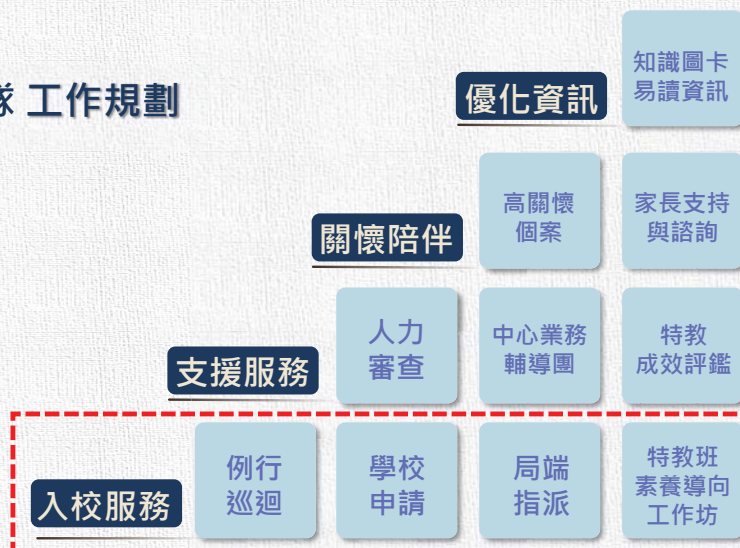 隊 工作規劃
優化資訊
知識圖卡
易讀資訊
關懷陪伴
高關懷
個案
家長支持
與諮詢
支援服務
人力
審查
中心業務
輔導團
特教
成效評鑑
入校服務
例行
巡迴
學校
申請
局端
指派
特教班
素養導向
工作坊